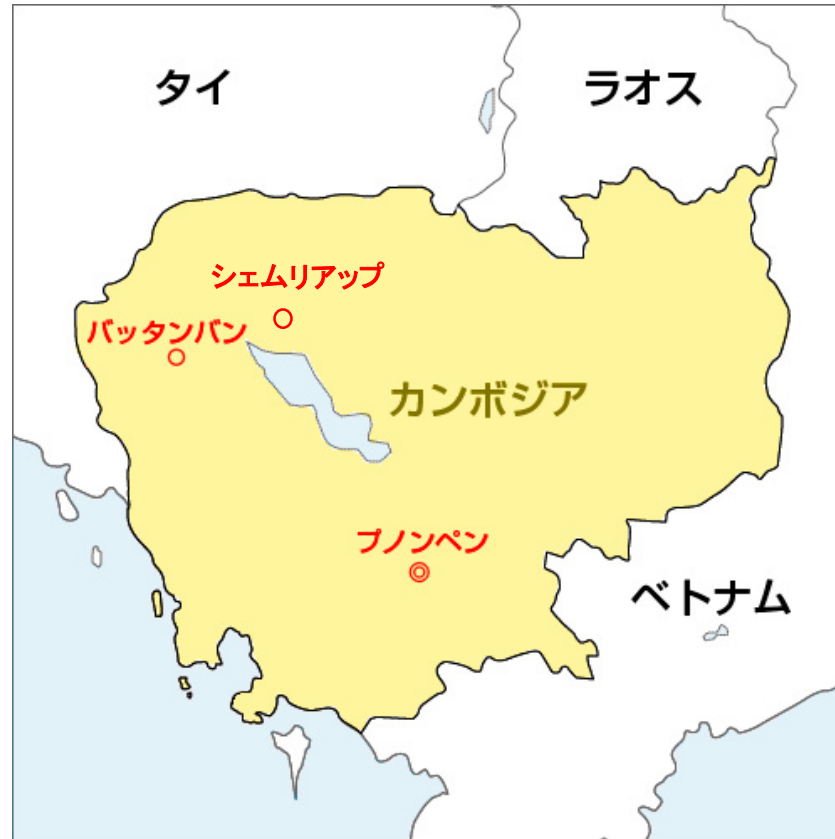 タイ
ラオス
シェムリアップ
バッタンバン
カンボジア
プノンペン
ベトナム